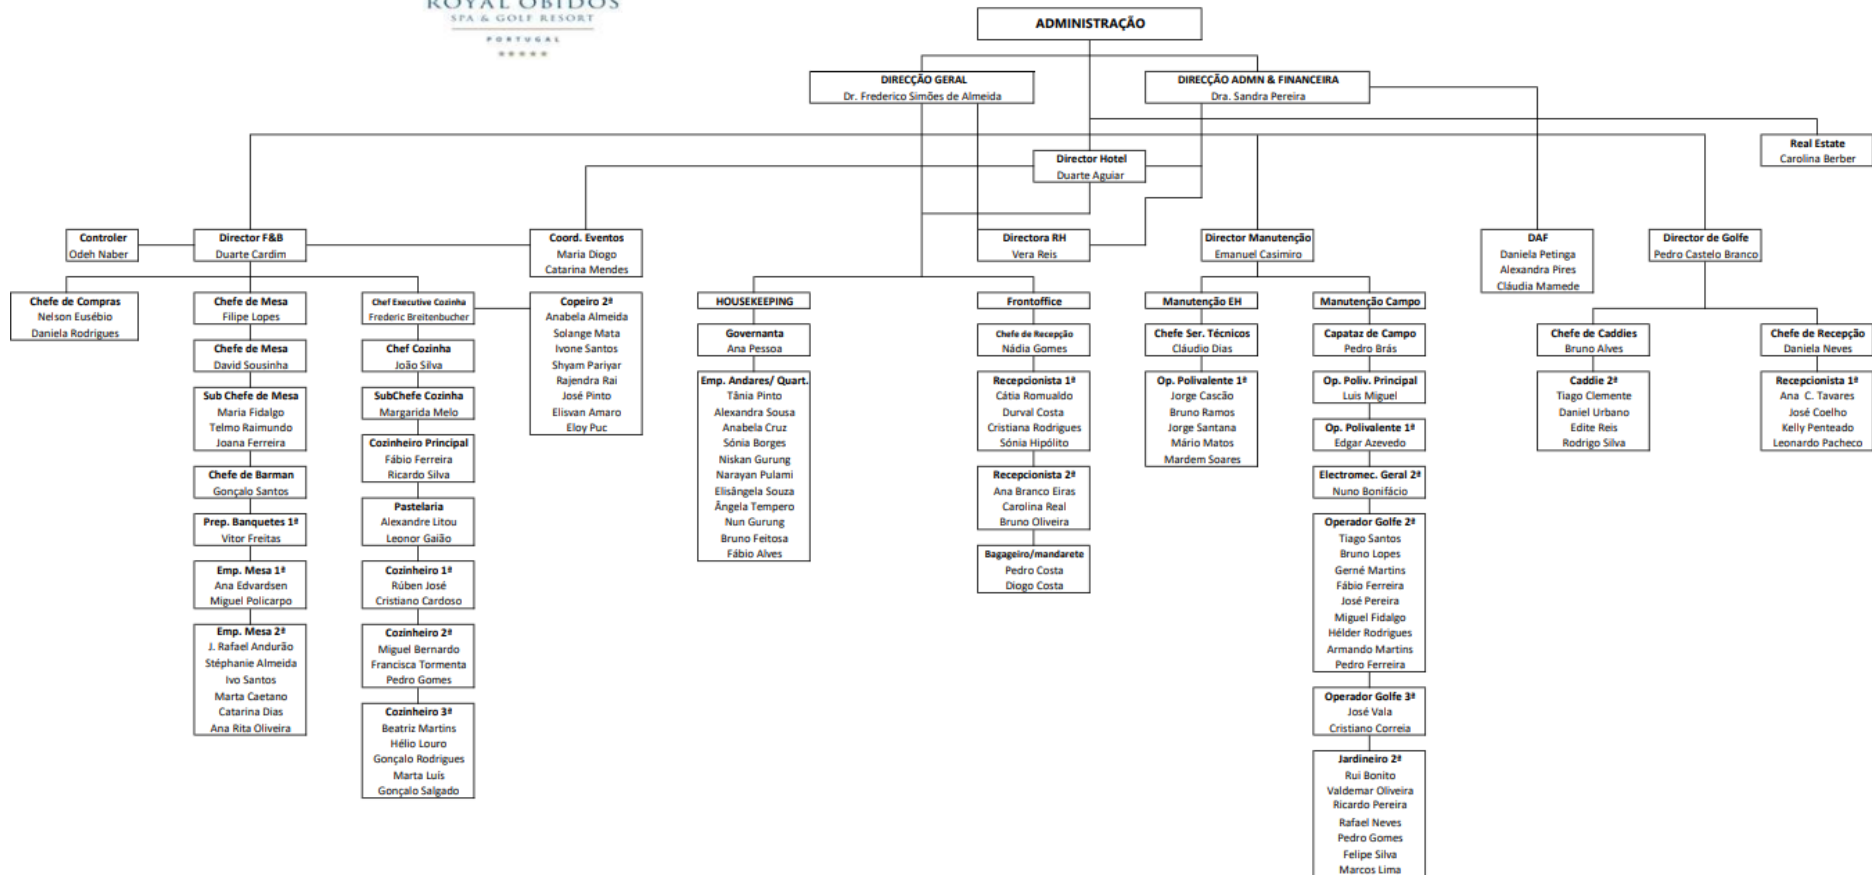 ROYAL OBIDOS
SPA & GOLF RESORT
PORTUGAL
ADMINISTRAÇÃO
DIRECÇÃO GERAL
Dr. Frederico Simões de Almeida
DIRECÇÃO ADMN & FINANCEIRA
Dra. Sandra Pereira
Real Estate
Carolina Berber
Director Hotel
Duarte Aguiar
Controler
Odeh Naber
Director F&B
Duarte Cardim
Coord. Eventos
Maria Diogo
Catarina Mendes
Directora RH
Vera Reis
Director Manutenção
Emanuel Casimiro
DAF
Daniela Petinga
Alexandra Pires
Cláudia Mamede
Director de Golfe
Pedro Castelo Branco
Chefe de Compras
Nelson Eusébio
Daniela Rodrigues
Chefe de Mesa
Filipe Lopes
Chefe de Mesa
David Sousinha
Sub Chefe de Mesa
Maria Fidalgo
Telmo Raimundo
Joana Ferreira
Chefe de Barman
Gonçalo Santos
Prep. Banquetes 1ª
Vitor Freitas
Emp. Mesa 1ª
Ana Edvardsen
Miguel Policarpo
Emp. Mesa 2ª
J. Rafael Andurão
Stéphanie Almeida
Ivo Santos
Marta Caetano
Catarina Dias
Ana Rita Oliveira
Chef Executive Cozinha
Frederic Breitenbucher
Chef Cozinha
João Silva
SubChefe Cozinha
Margarida Melo
Cozinheiro Principal
Fábio Ferreira
Ricardo Silva
Pastelaria
Alexandre Litou
Leonor Gaião
Cozinheiro 1ª
Rúben José
Cristiano Cardoso
Cozinheiro 2ª
Miguel Bernardo
Francisca Tormenta
Pedro Gomes
Cozinheiro 3ª
Beatriz Martins
Hélio Louro
Gonçalo Rodrigues
Marta Luís
Gonçalo Salgado
Copeiro 2ª
Anabela Almeida
Solange Mata
Ivone Santos
Shyam Pariyar
Rajendra Rai
José Pinto
Elisvan Amaro
Eloy Puc
HOUSEKEEPING
Governanta
Ana Pessoa
Emp. Andares/ Quart.
Tânia Pinto
Alexandra Sousa
Anabela Cruz
Sónia Borges
Niskan Gurung
Narayan Pulami
Elisângela Souza
Ângela Tempero
Nun Gurung
Bruno Feitosa
Fábio Alves
Frontoffice
Chefe de Recepção
Nádia Gomes
Recepcionista 1ª
Cátia Romualdo
Durval Costa
Cristiana Rodrigues
Sónia Hipólito
Recepcionista 2ª
Ana Branco Eiras
Carolina Real
Bruno Oliveira
Bagageiro/mandarete
Pedro Costa
Diogo Costa
Manutenção EH
Chefe Ser. Técnicos
Cláudio Dias
Op. Polivalente 1ª
Jorge Cascão
Bruno Ramos
Jorge Santana
Mário Matos
Mardem Soares
Manutenção Campo
Capataz de Campo
Pedro Brás
Op. Poliv. Principal
Luis Miguel
Op. Polivalente 1ª
Edgar Azevedo
Electromec. Geral 2ª
Nuno Bonifácio
Operador Golfe 2ª
Tiago Santos
Bruno Lopes
Gerné Martins
Fábio Ferreira
José Pereira
Miguel Fidalgo
Hélder Rodrigues
Armando Martins
Pedro Ferreira
Operador Golfe 3ª
José Vala
Cristiano Correia
Jardineiro 2ª
Rui Bonito
Valdemar Oliveira
Ricardo Pereira
Rafael Neves
Pedro Gomes
Felipe Silva
Marcos Lima
Chefe de Caddies
Bruno Alves
Caddie 2ª
Tiago Clemente
Daniel Urbano
Edite Reis
Rodrigo Silva
Chefe de Recepção
Daniela Neves
Recepcionista 1ª
Ana C. Tavares
José Coelho
Kelly Penteado
Leonardo Pacheco